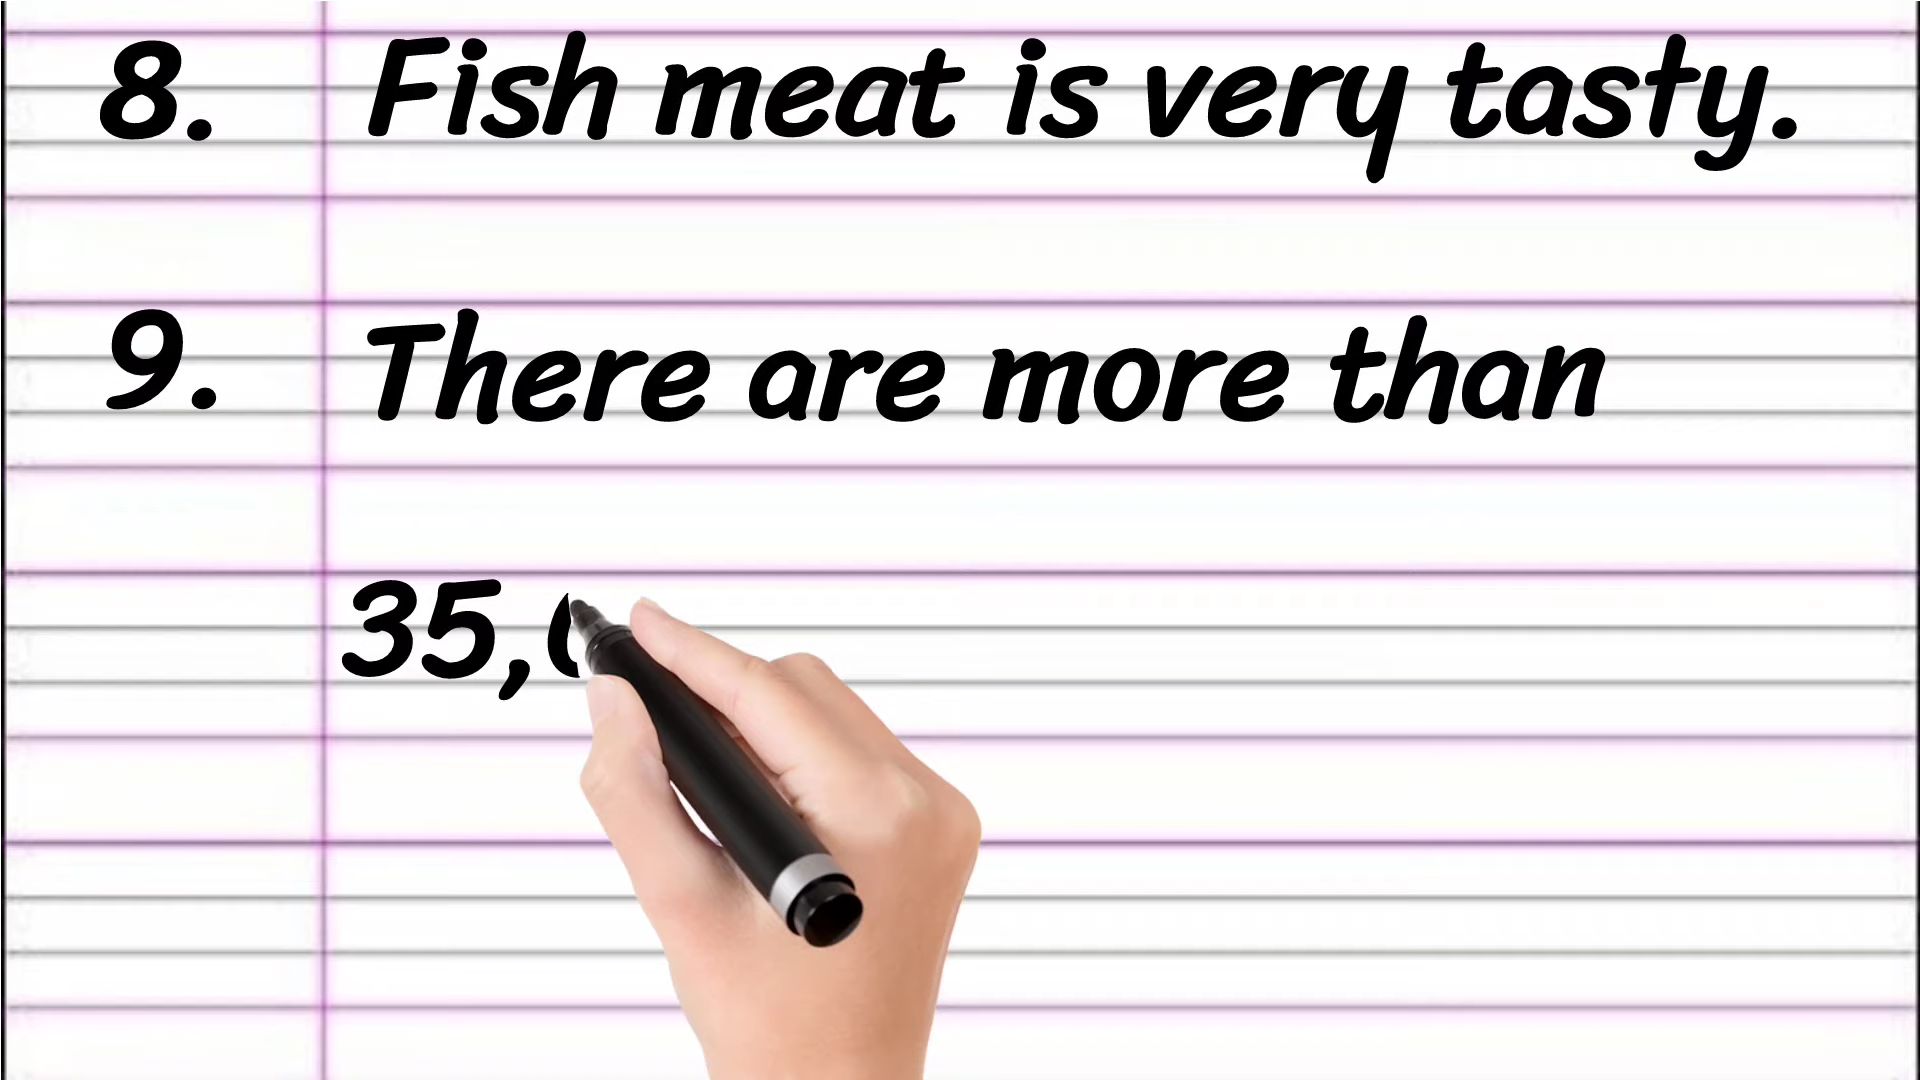 8. Fish meat is very tasty.
9. There are more than
35,